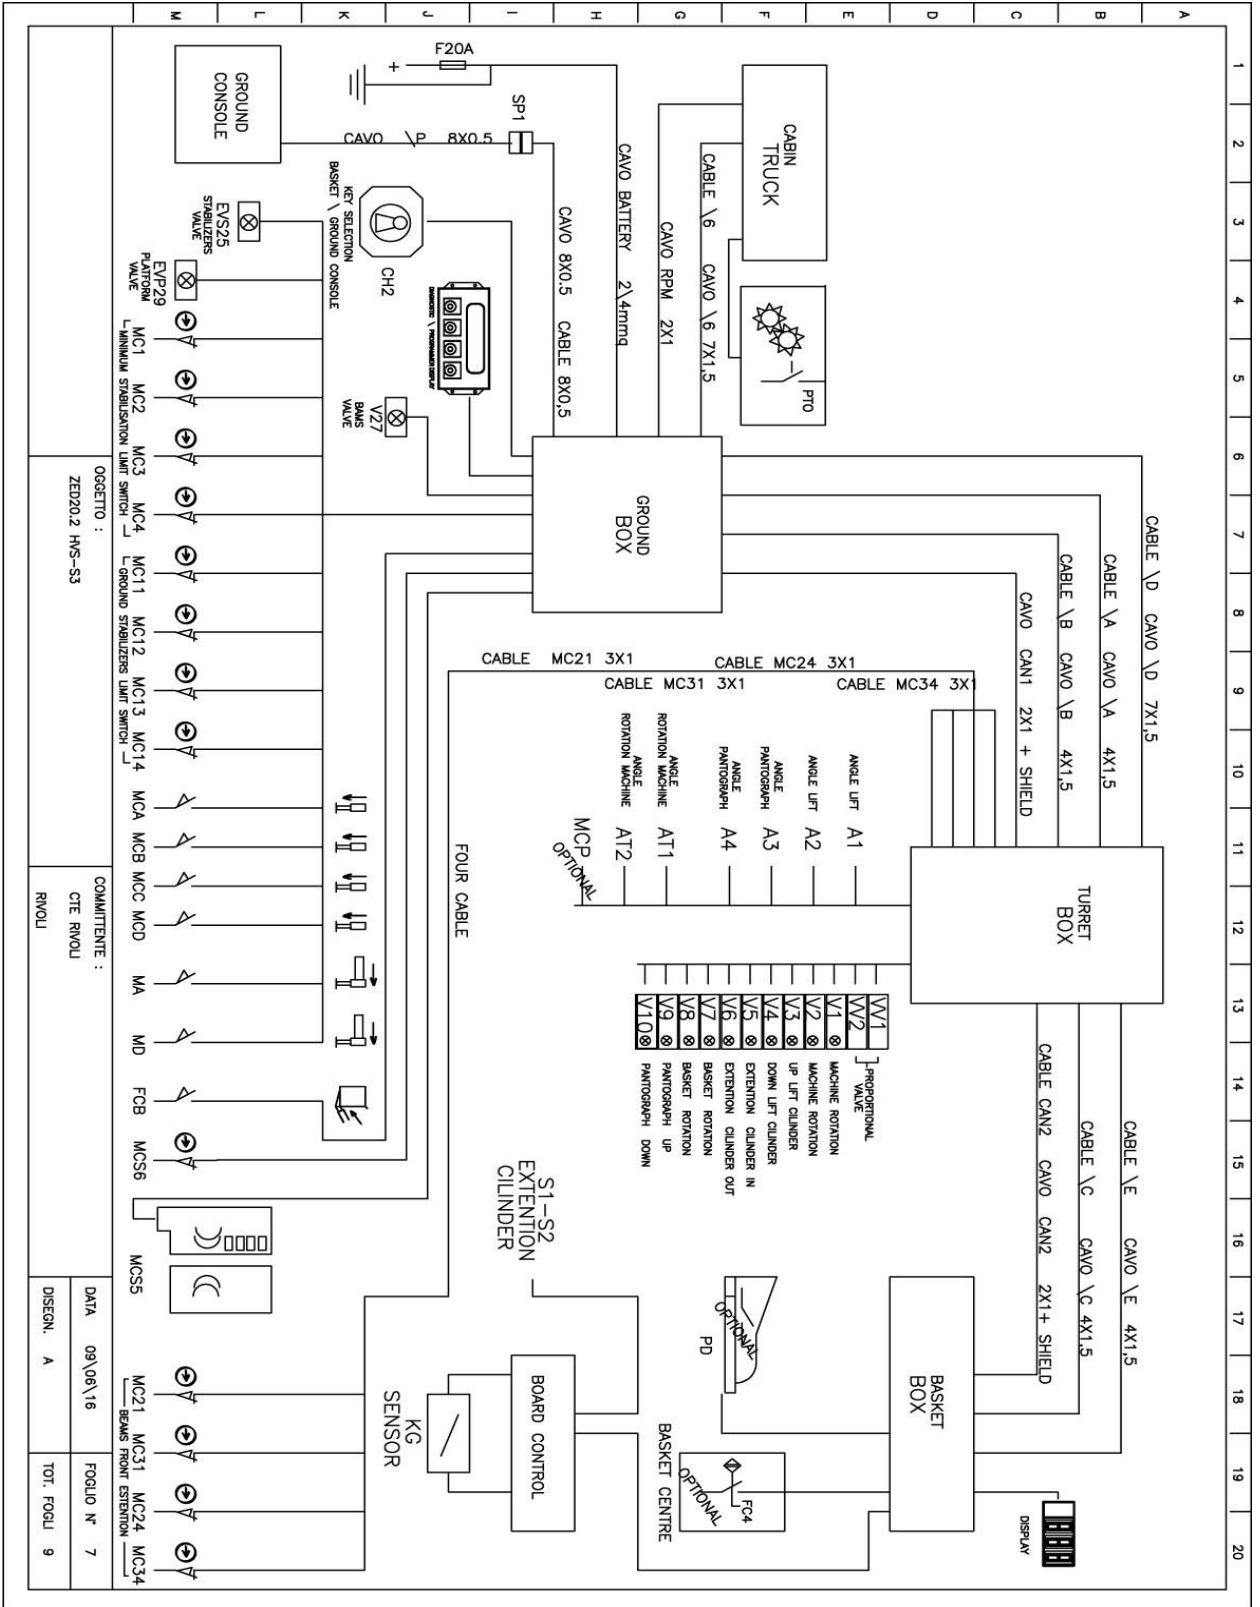 M L K J I H G F E D C B A
1 2 3 4 5 6 7 8 9 10 11 12 13 14 15 16 17 18 19 20
GROUND
CONSOLE
F20A
+
SP1
CAVO \P 8X0.5
CABIN
TRUCK
PTO
CABLE \6 CAVO \6 7X1,5
CAVO RPM 2X1
CAVO BATTERY 2\4mmq
CAVO 8X0.5 CABLE 8X0,5
KEY SELECTION
BASKET \ GROUND CONSOLE
CH2
DIAGNOSTIC \ PROGRAMMER DISPLAY
V27
BAMS
VALVE
EVS25
STABILIZERS
VALVE
EVP29
PLATFORM
VALVE
GROUND
BOX
CABLE \D CAVO \D 7X1,5
CABLE \A CAVO \A 4X1,5
CABLE \B CAVO \B 4X1,5
CAVO CAN1 2X1 + SHIELD
CABLE MC21 3X1
CABLE MC24 3X1
CABLE MC31 3X1
CABLE MC34 3X1
FOUR CABLE
TURRET
BOX
ANGLE LIFT A1
ANGLE LIFT A2
ANGLE
PANTOGRAPH A3
ANGLE
PANTOGRAPH A4
ANGLE
ROTATION MACHINE AT1
ANGLE
ROTATION MACHINE AT2
MCP
OPTIONAL
VV1
VV2
PROPORTIONAL
VALVE
V1 MACHINE ROTATION
V2 MACHINE ROTATION
V3 UP LIFT CILINDER
V4 DOWN LIFT CILINDER
V5 EXTENTION CILINDER IN
V6 EXTENTION CILINDER OUT
V7 BASKET ROTATION
V8 BASKET ROTATION
V9 PANTOGRAPH UP
V10 PANTOGRAPH DOWN
CABLE \E CAVO \E 4X1,5
CABLE \C CAVO \C 4X1,5
CABLE CAN2 CAVO CAN2 2X1+ SHIELD
S1-S2
EXTENTION
CILINDER
BASKET
BOX
DISPLAY
OPTIONAL
PD
BASKET CENTRE
OPTIONAL
FC4
BOARD CONTROL
KG
SENSOR
MC1 MC2 MC3 MC4
MINIMUM STABILISATION LIMIT SWITCH
MC11 MC12 MC13 MC14
GROUND STABILIZERS LIMIT SWITCH
MCA MCB MCC MCD MA MD FCB MCS6
MCS5
MC21 MC31 MC24 MC34
BEAMS FRONT ESTENTION
OGGETTO :
ZED20.2 HVS-S3
COMMITTENTE :
CTE RIVOLI
RIVOLI
DATA 09\06\16
FOGLIO N° 7
DISEGN. A
TOT. FOGLI 9